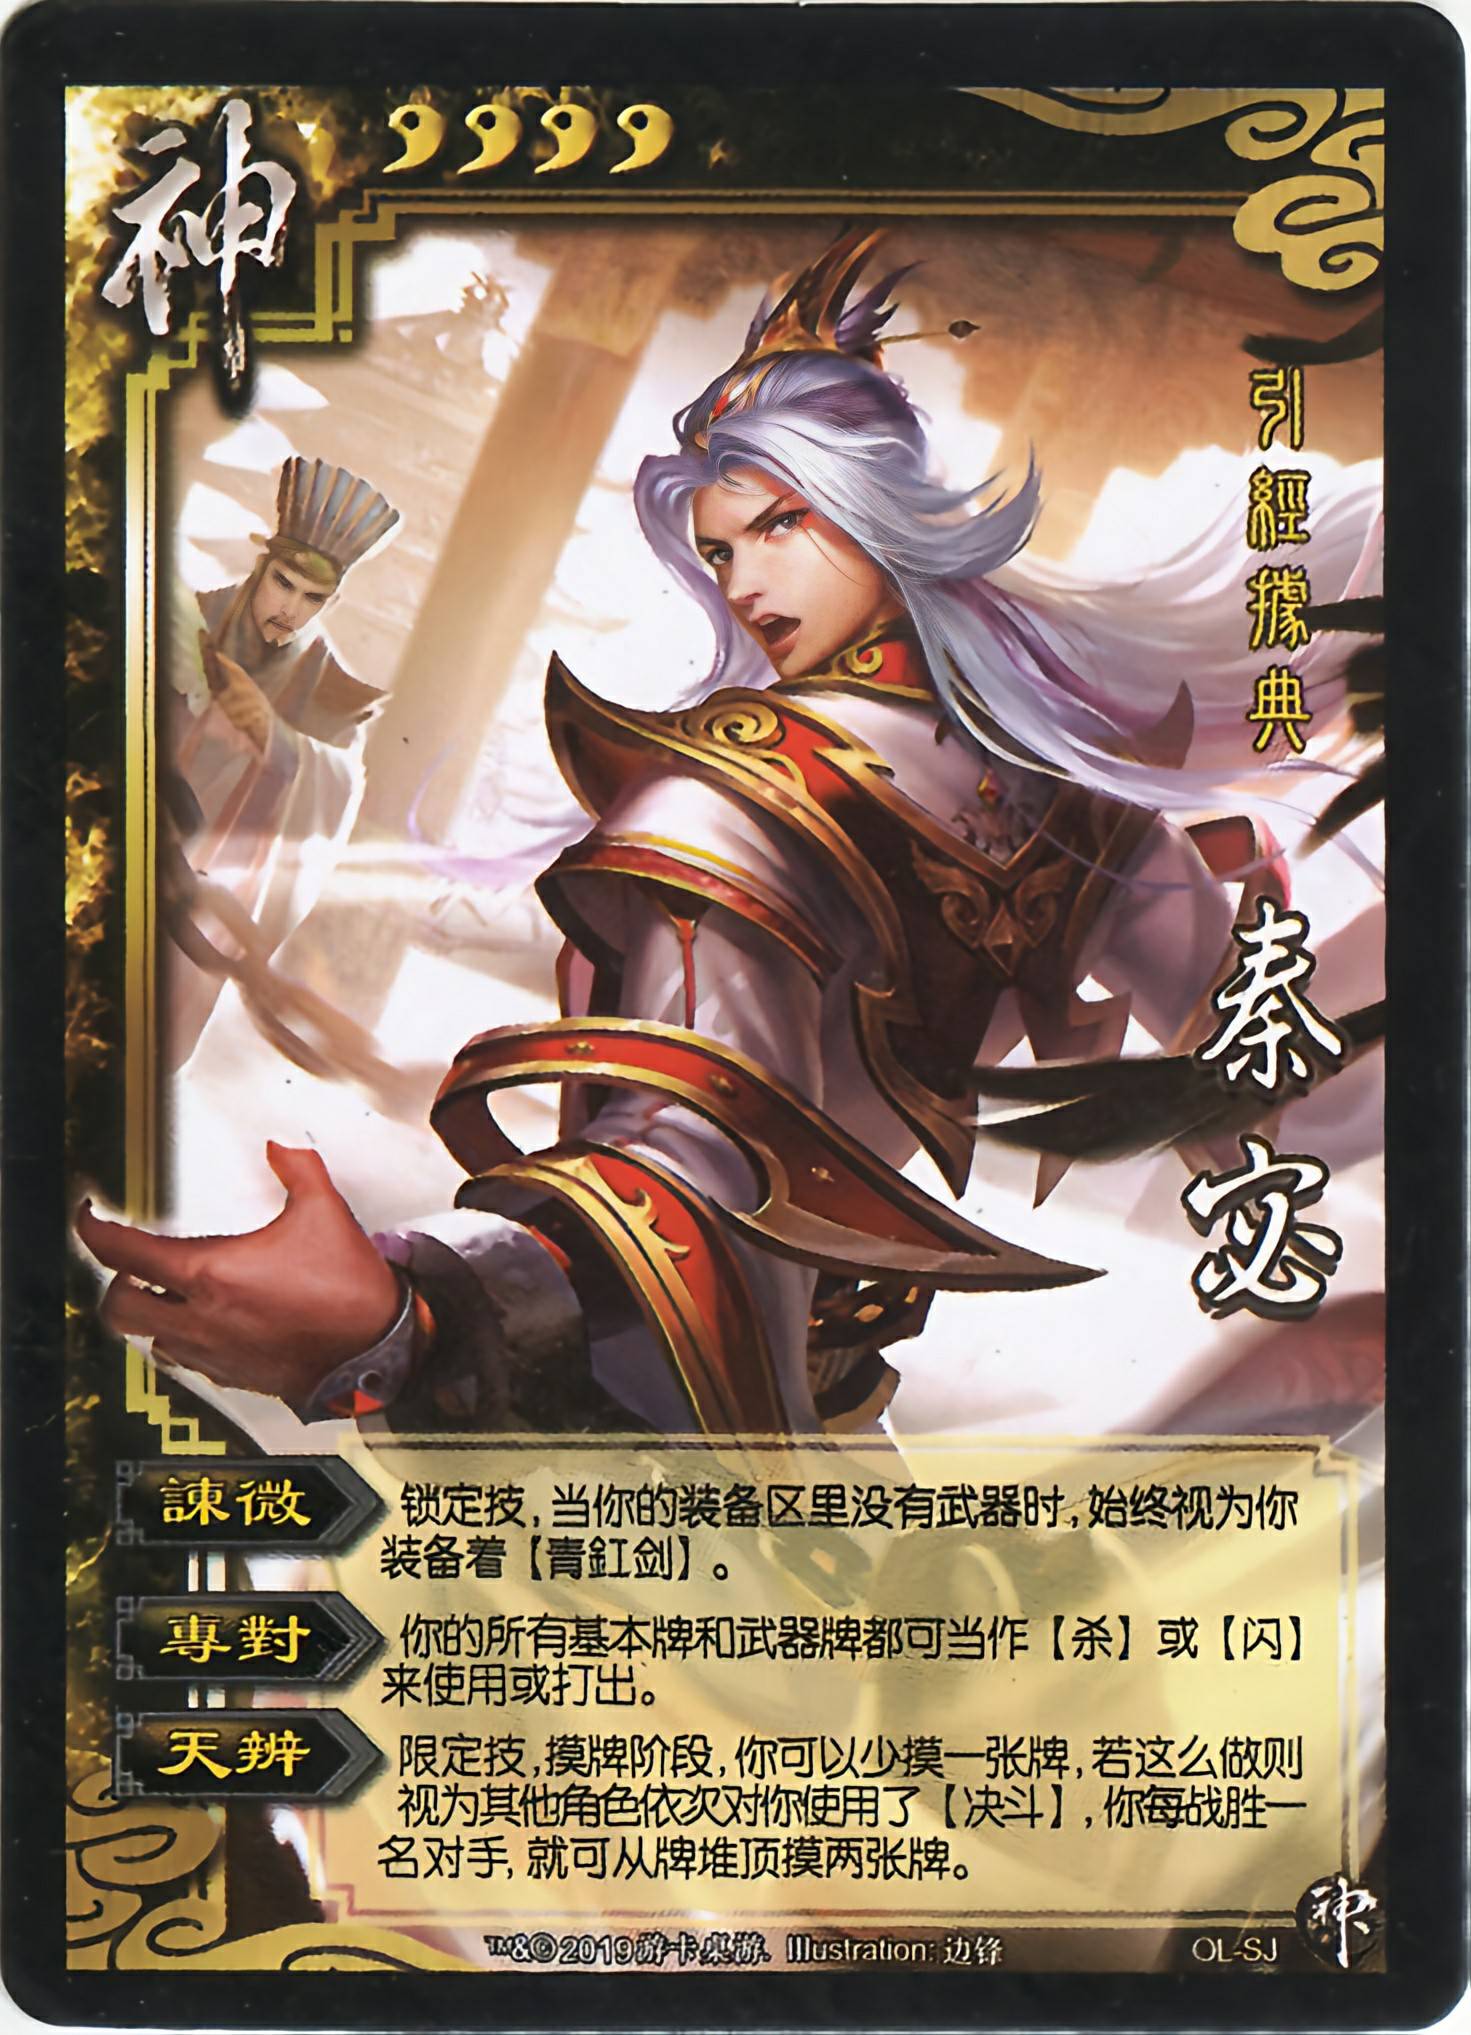 神
引經據典
秦宓
諫微
锁定技,当你的装备区里没有武器时,始终视为你
装备着【青釭剑】。
專對
你的所有基本牌和武器牌都可当作【杀】或【闪】
来使用或打出。
天辨
限定技,摸牌阶段,你可以少摸一张牌,若这么做则
视为其他角色依次对你使用了【决斗】,你每战胜一
名对手,就可从牌堆顶摸两张牌。
™&©2019游卡桌游. Illustration: 边锋
OL-SJ
神